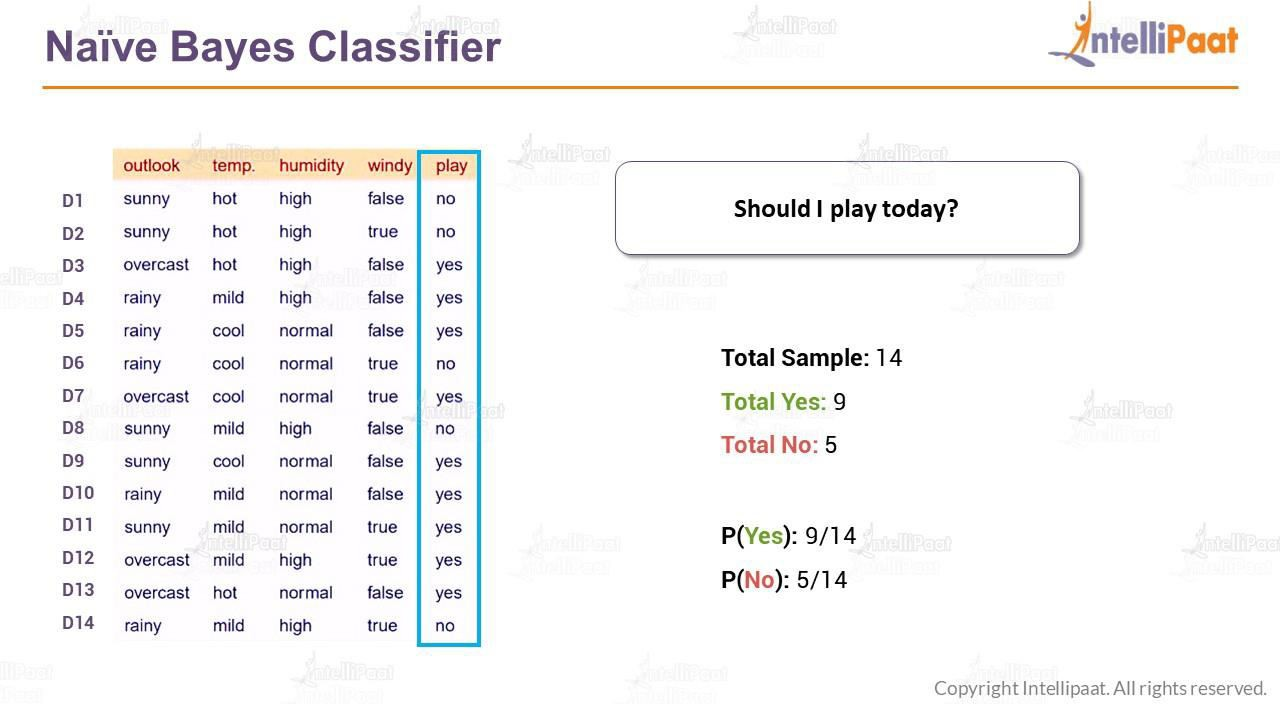 Naïve Bayes Classifier
IntelliPaat
outlook temp. humidity windy play
D1 sunny hot high false no
D2 sunny hot high true no
D3 overcast hot high false yes
D4 rainy mild high false yes
D5 rainy cool normal false yes
D6 rainy cool normal true no
D7 overcast cool normal true yes
D8 sunny mild high false no
D9 sunny cool normal false yes
D10 rainy mild normal false yes
D11 sunny mild normal true yes
D12 overcast mild high true yes
D13 overcast hot normal false yes
D14 rainy mild high true no
Should I play today?
Total Sample: 14
Total Yes: 9
Total No: 5
P(Yes): 9/14
P(No): 5/14
Copyright Intellipaat. All rights reserved.